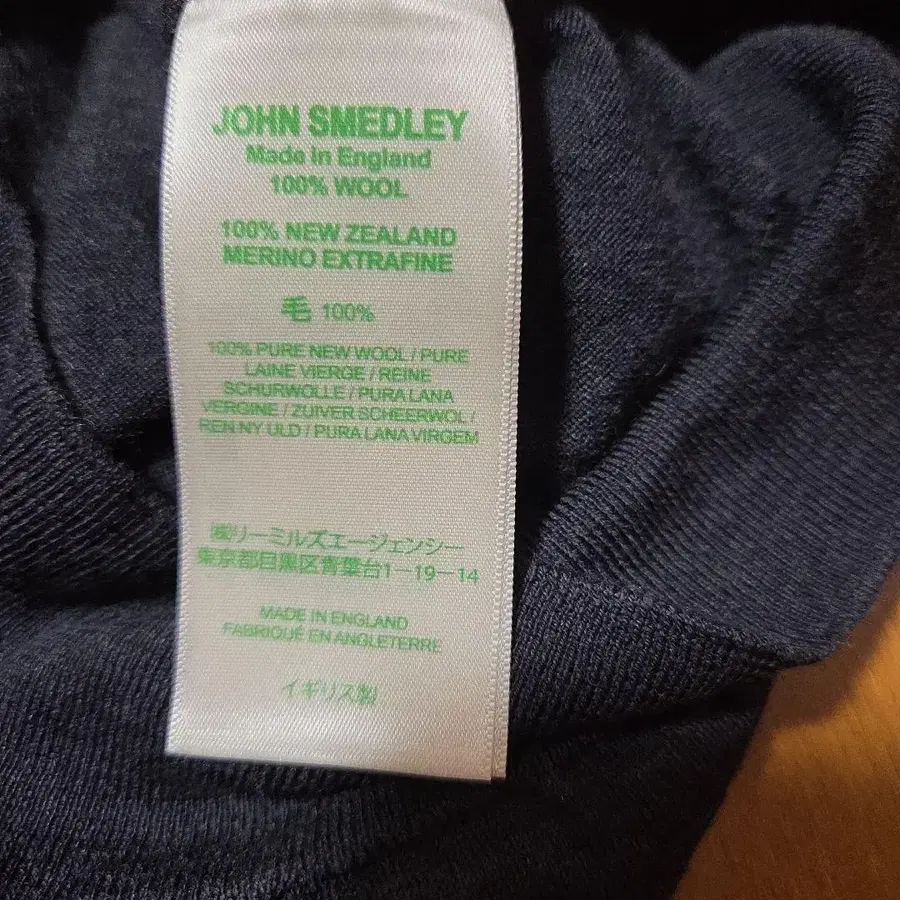 JOHN SMEDLEY
Made in England
100% WOOL
100% NEW ZEALAND
MERINO EXTRAFINE
毛 100%
100% PURE NEW WOOL / PURE
LAINE VIERGE / REINE
SCHURWOLLE / PURA LANA
VERGINE / ZUIVER SCHEERWOL /
REN NY ULD / PURA LANA VIRGEM
㈱リーミルズエージェンシー
東京都目黒区青葉台1-19-14
MADE IN ENGLAND
FABRIQUÉ EN ANGLETERRE
イギリス製